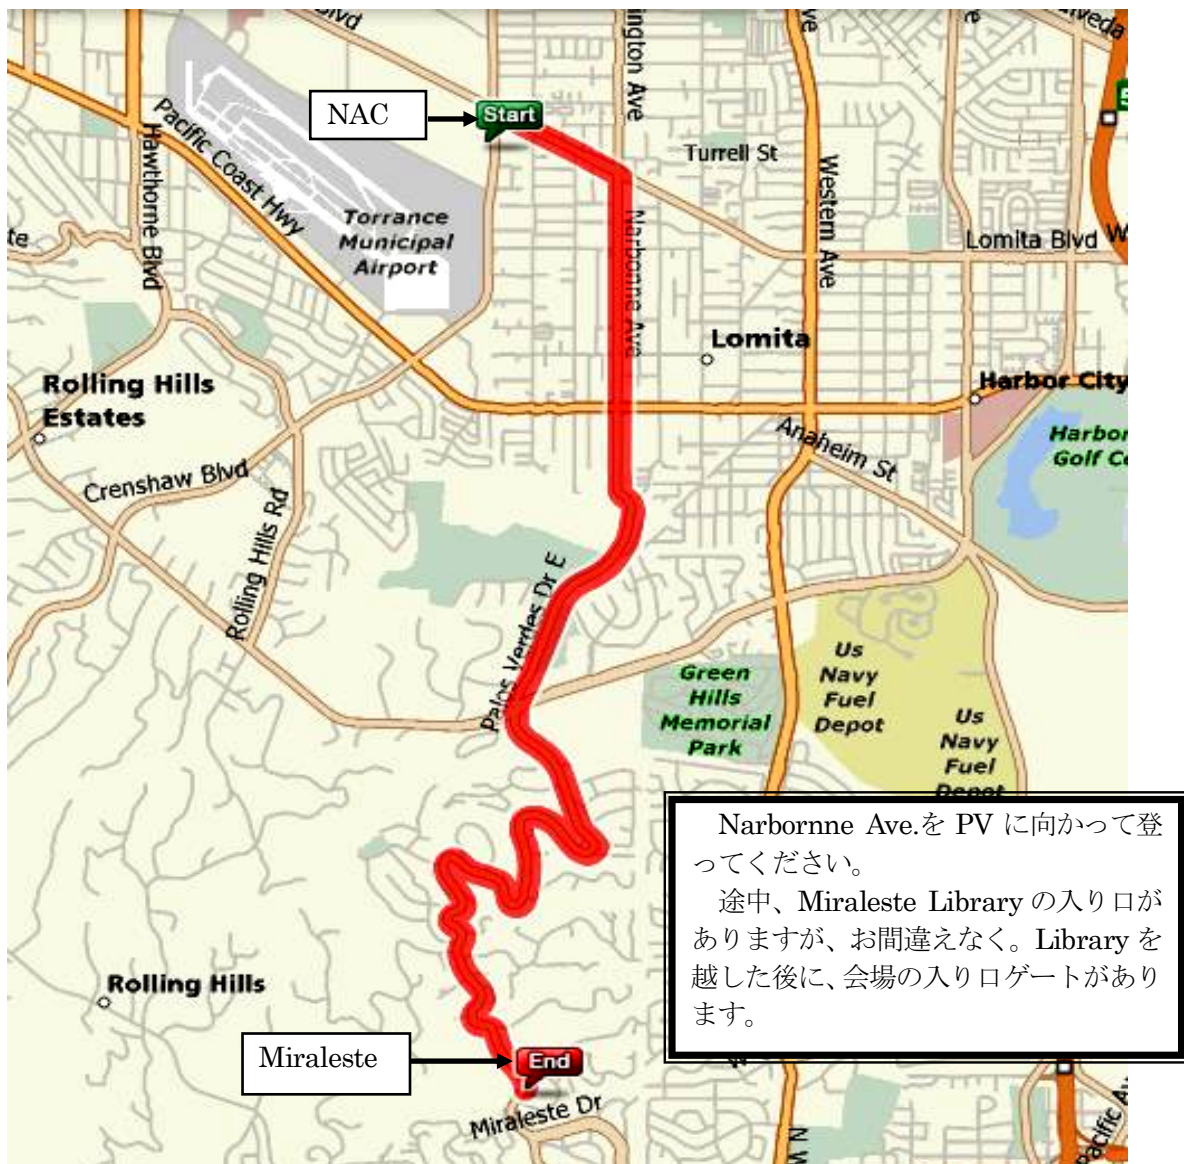 Blvd
ington Ave
ulveda
Ave
NAC
Start
Turrell St
Hawthorne Blvd
Pacific Coast Hwy
Torrance
Municipal
Airport
Narbonne Ave
Western Ave
Lomita Blvd
W
Lomita
Rolling Hills
Estates
Harbor City
Anaheim St
Harbor
Golf Co
Crenshaw Blvd
Rolling Hills Rd
Palos Verdes Dr E
Green
Hills
Memorial
Park
Us
Navy
Fuel
Depot
Us
Navy
Fuel
Depot
Narbornne Ave.を PV に向かって登
ってください。
途中、Miraleste Library の入り口が
ありますが、お間違えなく。Library を
越した後に、会場の入り口ゲートがあり
ます。
Rolling Hills
Miraleste
End
Miraleste Dr
N W
Pacific Av